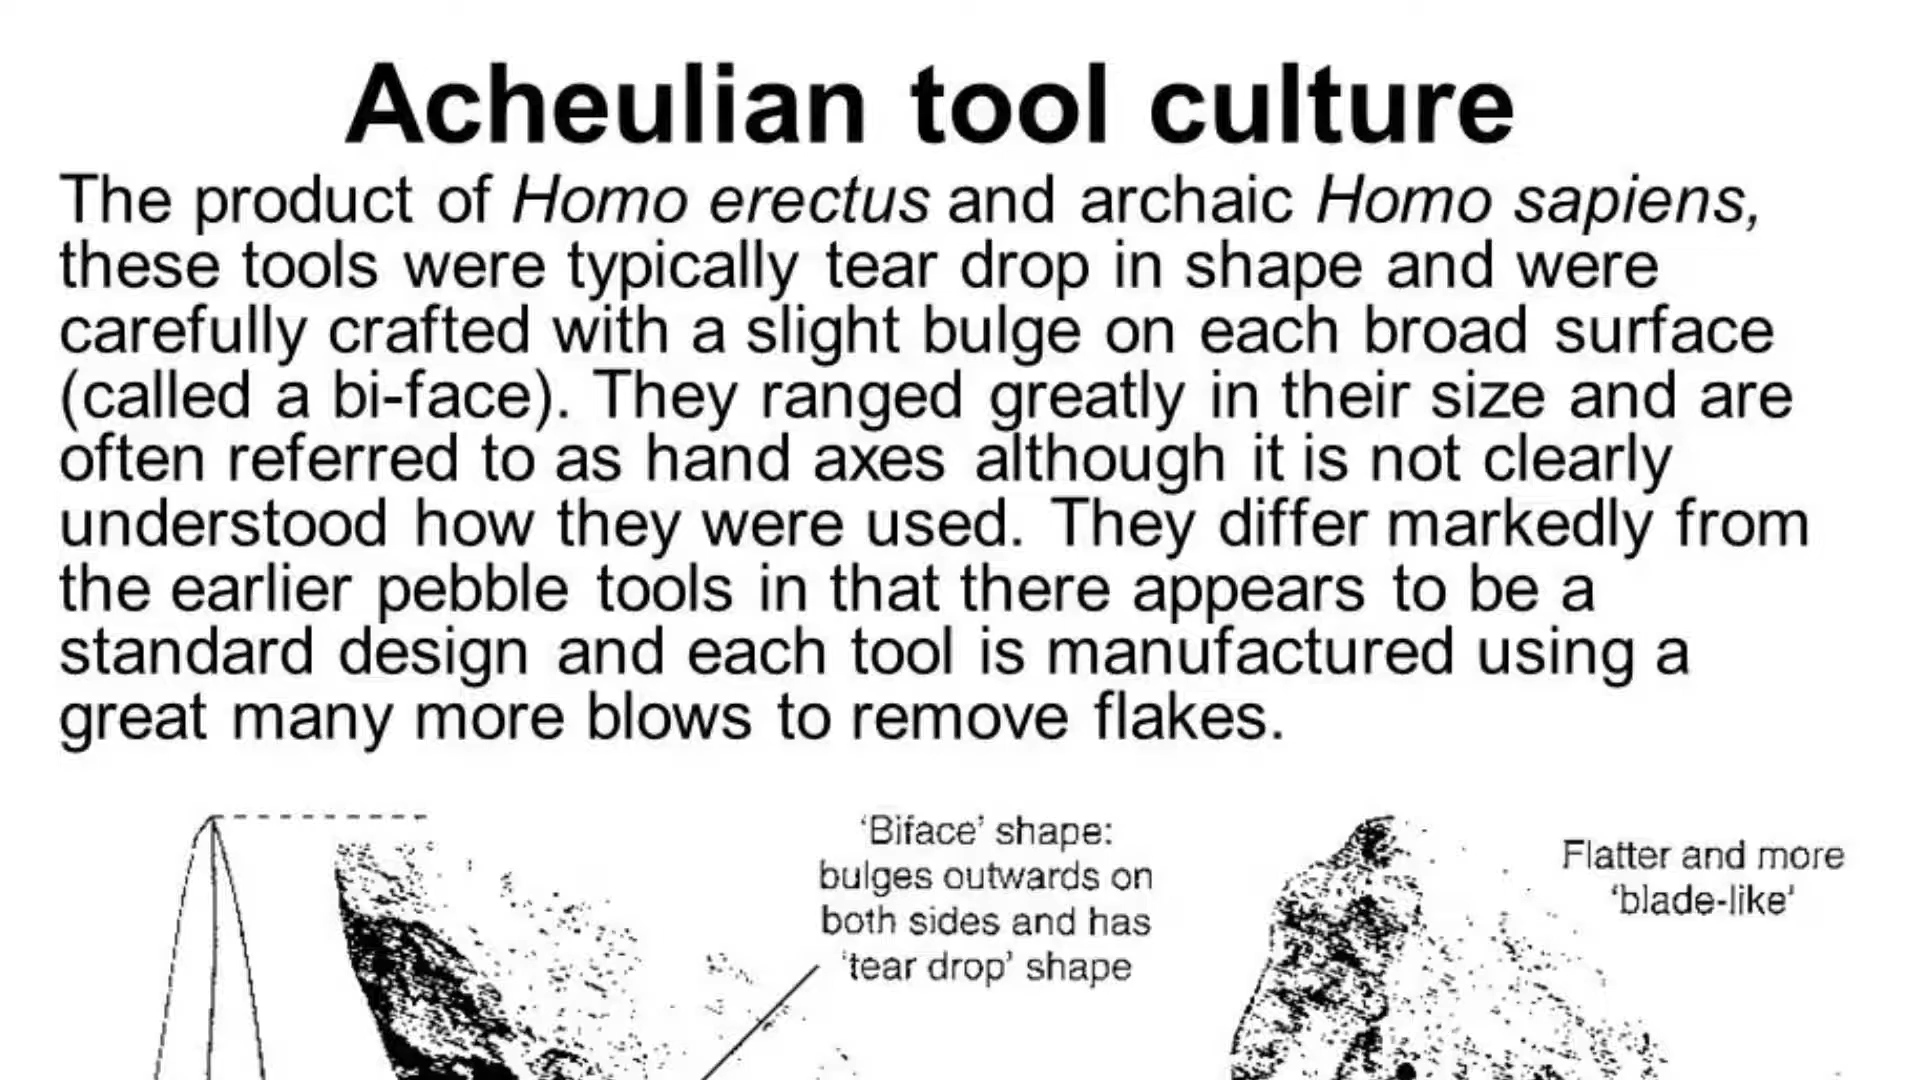 Acheulian tool culture
The product of Homo erectus and archaic Homo sapiens,
these tools were typically tear drop in shape and were
carefully crafted with a slight bulge on each broad surface
(called a bi-face). They ranged greatly in their size and are
often referred to as hand axes although it is not clearly
understood how they were used. They differ markedly from
the earlier pebble tools in that there appears to be a
standard design and each tool is manufactured using a
great many more blows to remove flakes.
‘Biface’ shape:
bulges outwards on
both sides and has
‘tear drop’ shape
Flatter and more
‘blade-like’